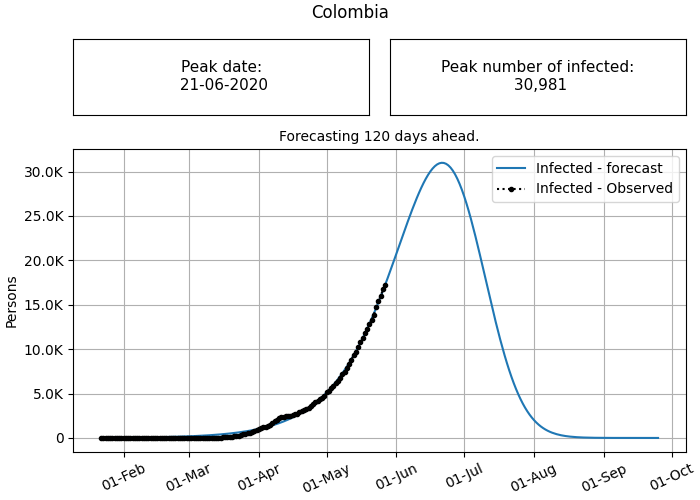 Colombia
Peak date:
21-06-2020
Peak number of infected:
30,981
Forecasting 120 days ahead.
Infected - forecast
Infected - Observed
Persons
30.0K
25.0K
20.0K
15.0K
10.0K
5.0K
0
01-Feb
01-Mar
01-Apr
01-May
01-Jun
01-Jul
01-Aug
01-Sep
01-Oct